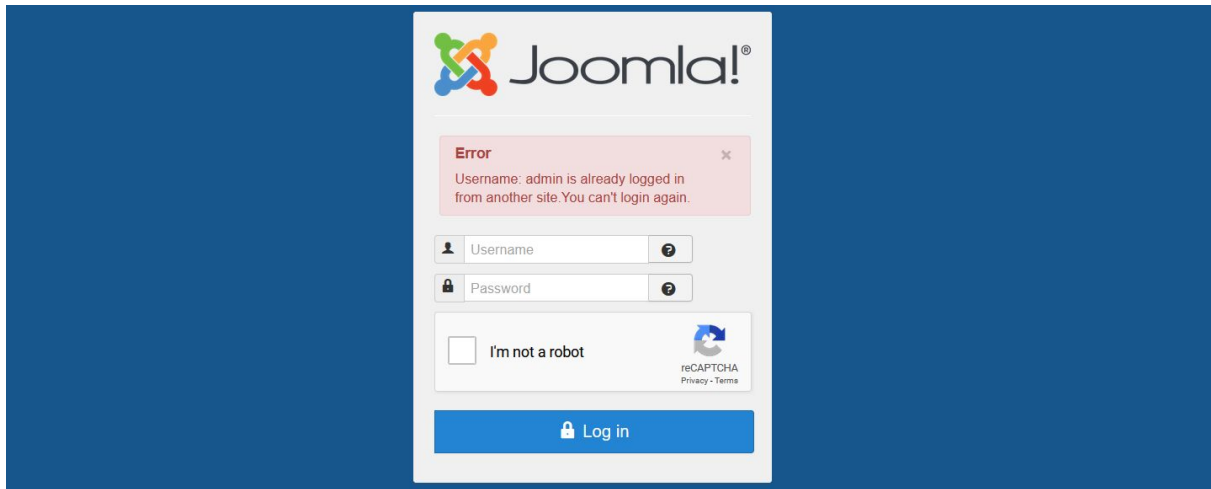 Joomla!®
Error
×
Username: admin is already logged in
from another site.You can't login again.
Username
?
Password
?
I'm not a robot
reCAPTCHA
Privacy - Terms
Log in